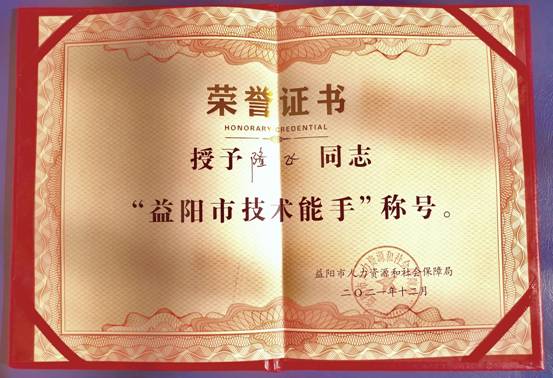 荣誉证书
HONORARY CREDENTIAL
授予隆飞同志
“益阳市技术能手”称号。
益阳市人力资源和社会保障局
二〇二一年十二月